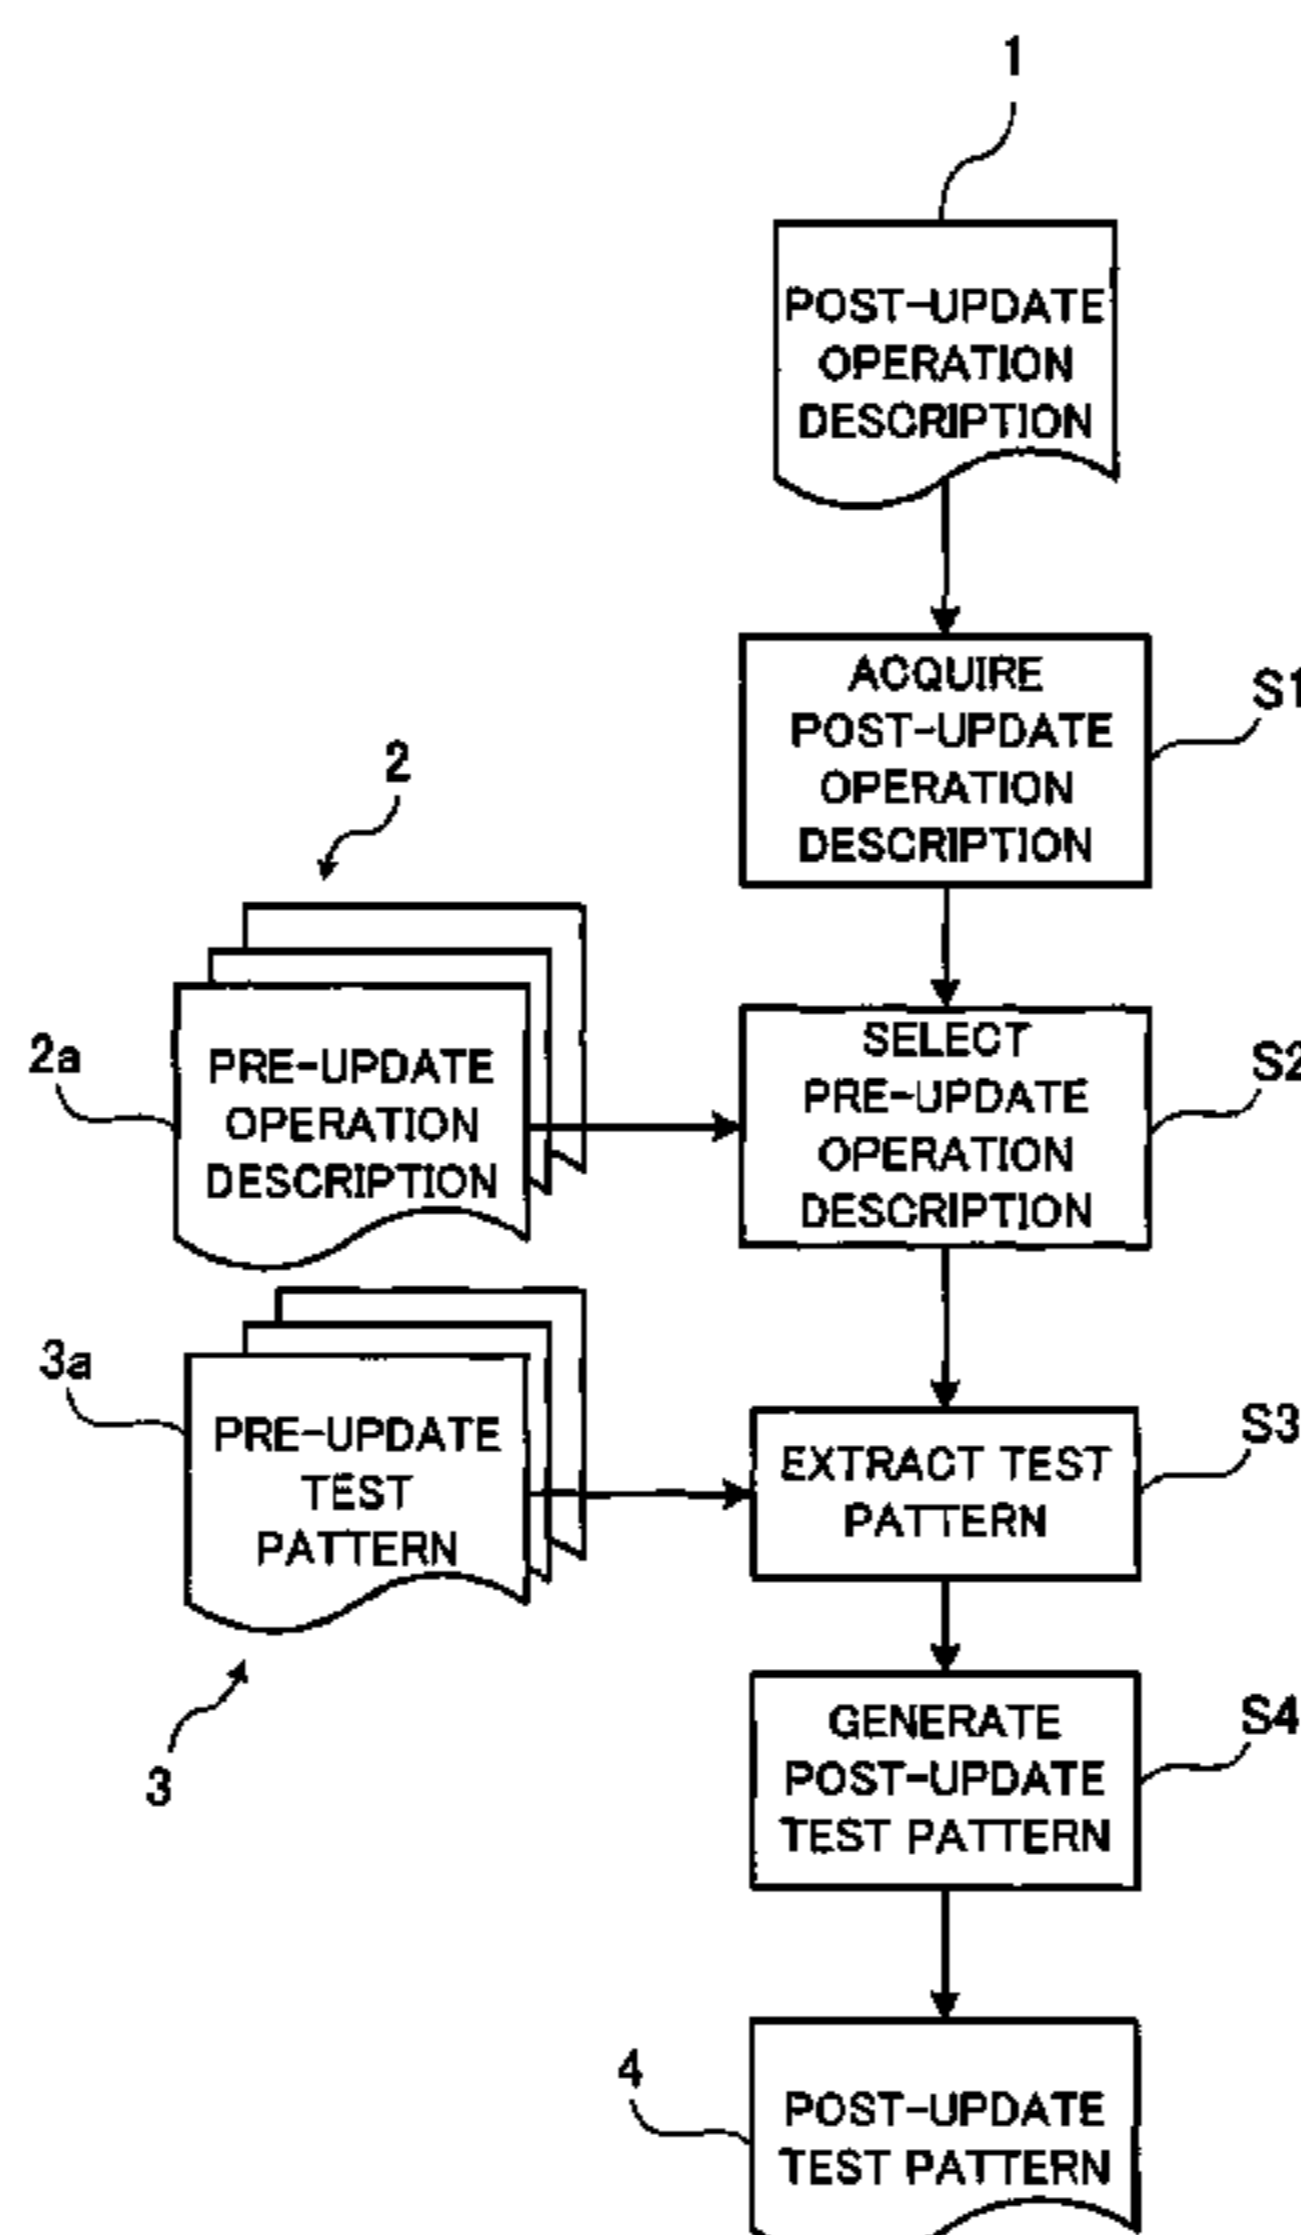 1
POST-UPDATE
OPERATION
DESCRIPTION
ACQUIRE
POST-UPDATE
OPERATION
DESCRIPTION
S1
2
2a
PRE-UPDATE
OPERATION
DESCRIPTION
SELECT
PRE-UPDATE
OPERATION
DESCRIPTION
S2
3a
PRE-UPDATE
TEST
PATTERN
3
EXTRACT TEST
PATTERN
S3
GENERATE
POST-UPDATE
TEST PATTERN
S4
4
POST-UPDATE
TEST PATTERN